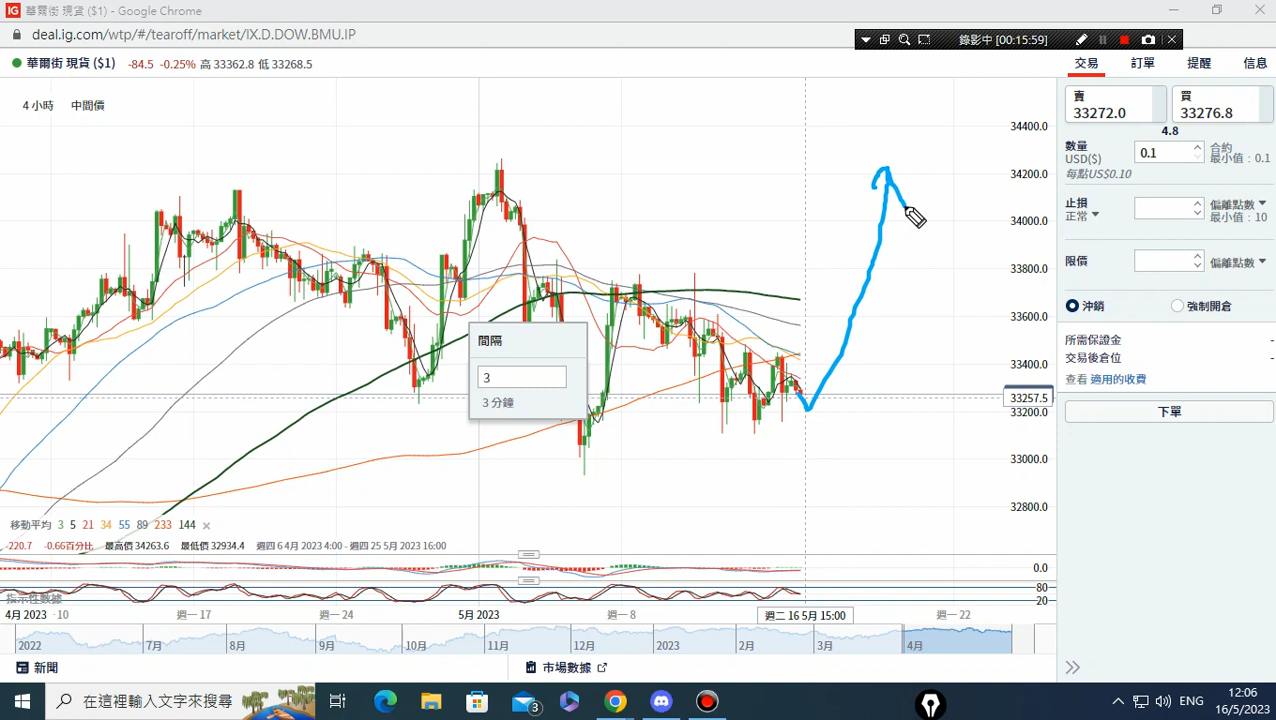 IG 華爾街 現貨 ($1) - Google Chrome
deal.ig.com/wtp/#/tearoff/market/IX.D.DOW.BMU.IP
錄影中 [00:15:59]
華爾街 現貨 ($1) -84.5 -0.25% 高 33362.8 低 33268.5
交易 訂單 提醒 信息
4 小時 中間價
賣 33272.0
買 33276.8
4.8
數量 USD($) 0.1 合約 最小值 : 0.1
每點US$0.10
止損 正常 偏離點數 最小值 : 10
限價 偏離點數
沖銷 強制開倉
所需保證金 -
交易後倉位 -
查看 適用的收費
下單
34400.0
34200.0
34000.0
33800.0
33600.0
33400.0
33257.5
33200.0
33000.0
32800.0
間隔
3
3 分鐘
移動平均 3 5 21 34 55 89 233 144
-220.7 -0.66百分比 最高價 34263.6 最低價 32934.4 週四 6 4月 2023 4:00 - 週四 25 5月 2023 16:00
0.0
80
20
指示性數據
4月 2023 10 週一 17 週一 24 5月 2023 週一 8 週二 16 5月 15:00 週一 22
2022 7月 8月 9月 10月 11月 12月 2023 2月 3月 4月
新聞 市場數據
在這裡輸入文字來搜尋
3
ENG
12:06
16/5/2023